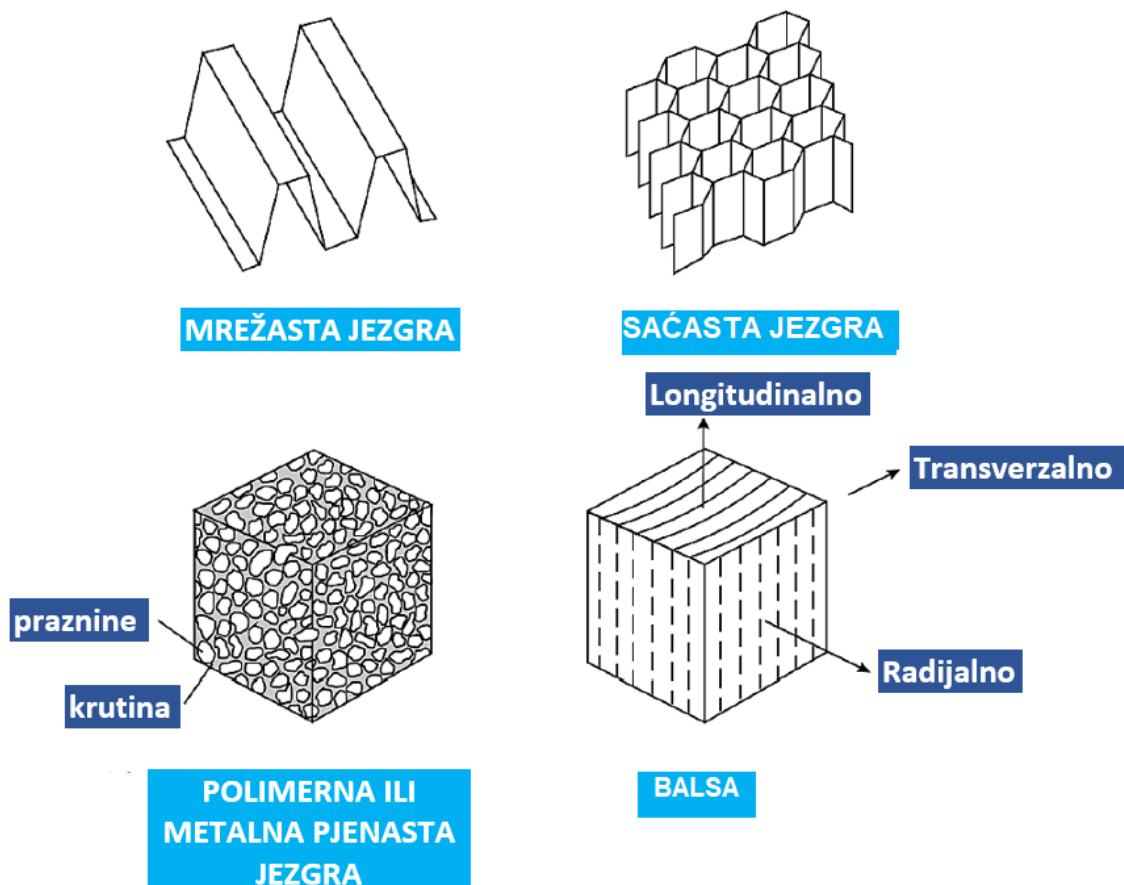 MREŽASTA JEZGRA
SAĆASTA JEZGRA
Longitudinalno
Transverzalno
praznine
krutina
Radijalno
POLIMERNA ILI
METALNA PJENASTA
JEZGRA
BALSA